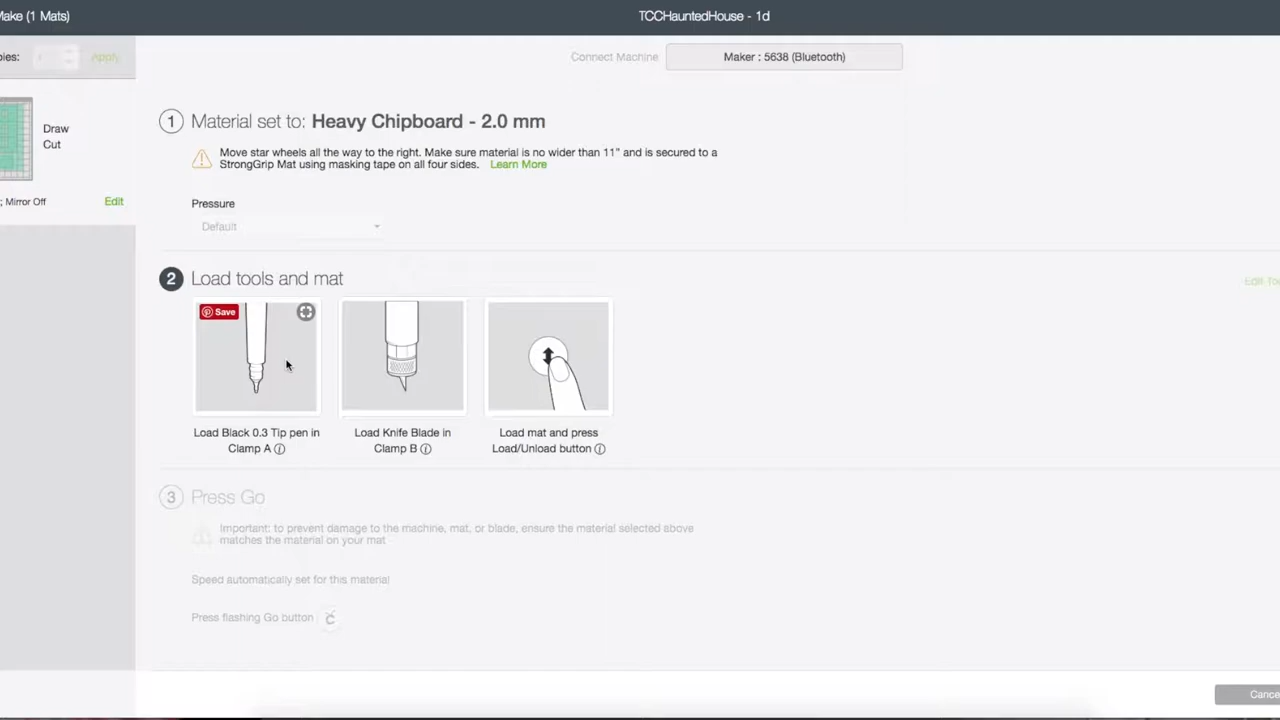 Make (1 Mats)
TCCHauntedHouse - 1d
Apply
Connect Machine
Maker : 5638 (Bluetooth)
1
Material set to: Heavy Chipboard - 2.0 mm
Move star wheels all the way to the right. Make sure material is no wider than 11" and is secured to a
StrongGrip Mat using masking tape on all four sides. Learn More
Draw
Cut
; Mirror Off
Edit
Pressure
Default
2
Load tools and mat
Edit
Save
Load Black 0.3 Tip pen in
Clamp A
Load Knife Blade in
Clamp B
Load mat and press
Load/Unload button
3
Press Go
Important: to prevent damage to the machine, mat, or blade, ensure the material selected above
matches the material on your mat
Speed automatically set for this material
Press flashing Go button